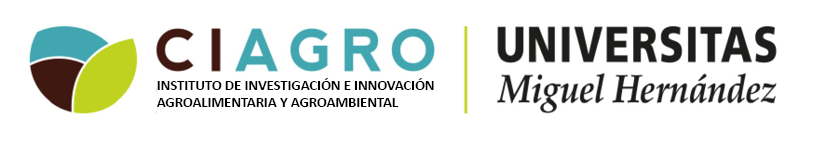 CIAGRO
INSTITUTO DE INVESTIGACIÓN E INNOVACIÓN
AGROALIMENTARIA Y AGROAMBIENTAL
UNIVERSITAS
Miguel Hernández